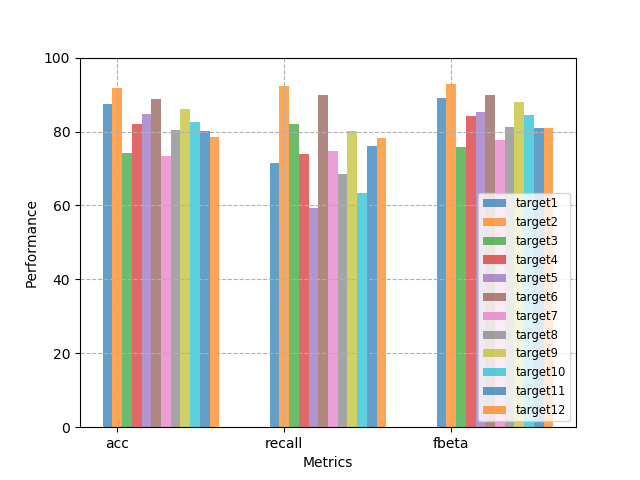 100
80
60
40
20
0
Performance
acc
recall
fbeta
Metrics
target1
target2
target3
target4
target5
target6
target7
target8
target9
target10
target11
target12